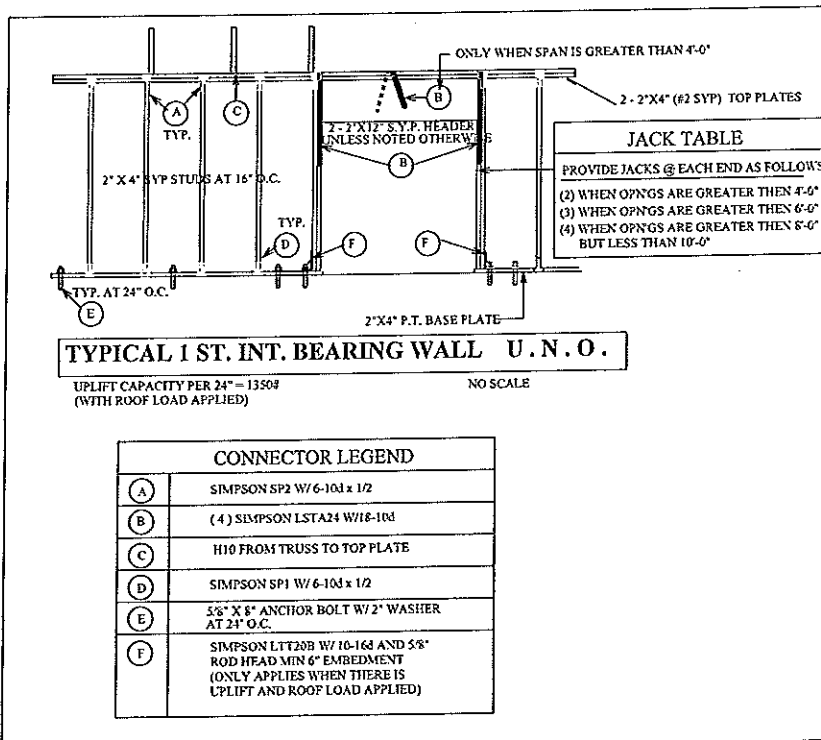 ONLY WHEN SPAN IS GREATER THAN 4'-0"
B
A
TYP.
C
2 - 2"X4" (#2 SYP) TOP PLATES
2 - 2"X12" S.Y.P. HEADER
UNLESS NOTED OTHERWISE
B
2" X 4" SYP STUDS AT 16" O.C.
JACK TABLE
PROVIDE JACKS @ EACH END AS FOLLOWS
(2) WHEN OPN'GS ARE GREATER THEN 4'-0"
(3) WHEN OPN'GS ARE GREATER THEN 6'-0"
(4) WHEN OPN'GS ARE GREATER THEN 8'-0"
BUT LESS THAN 10'-0"
TYP.
D
F
F
TYP. AT 24" O.C.
E
2"X4" P.T. BASE PLATE
TYPICAL 1 ST. INT. BEARING WALL U.N.O.
UPLIFT CAPACITY PER 24" = 1350#
(WITH ROOF LOAD APPLIED)
NO SCALE
CONNECTOR LEGEND
A SIMPSON SP2 W/ 6-10d x 1/2
B ( 4 ) SIMPSON LSTA24 W/18-10d
C H10 FROM TRUSS TO TOP PLATE
D SIMPSON SP1 W/ 6-10d x 1/2
E 5/8" X 8" ANCHOR BOLT W/ 2" WASHER
AT 24" O.C.
F SIMPSON LTT20B W/ 10-16d AND 5/8"
ROD HEAD MIN 6" EMBEDMENT
(ONLY APPLIES WHEN THERE IS
UPLIFT AND ROOF LOAD APPLIED)